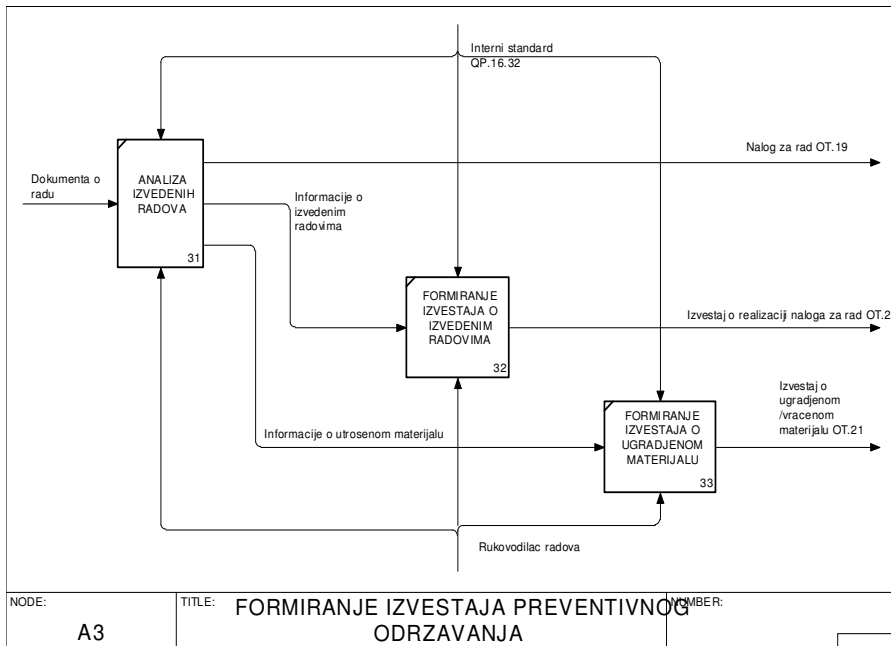 Interni standard
QP.16.32
Nalog za rad OT.19
Dokumenta o
radu
ANALIZA
IZVEDENIH
RADOVA
31
Informacije o
izvedenim
radovima
FORMIRANJE
IZVESTAJA O
IZVEDENIM
RADOVIMA
32
Izvestaj o realizaciji naloga za rad OT.2
Izvestaj o
ugradjenom
/vracenom
materijalu OT.21
Informacije o utrosenom materijalu
FORMIRANJE
IZVESTAJA O
UGRADJENOM
MATERIJALU
33
Rukovodilac radova
NODE:
A3
TITLE:
FORMIRANJE IZVESTAJA PREVENTIVNOG
ODRZAVANJA
NUMBER: